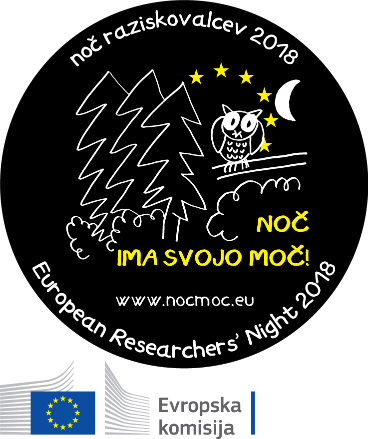 noč raziskovalcev 2018
NOČ
IMA SVOJO MOČ!
www.nocmoc.eu
European Researchers' Night 2018
Evropska
komisija